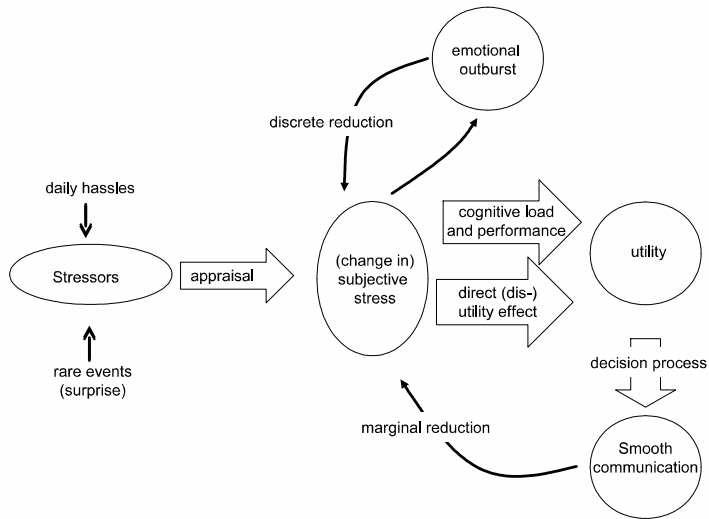 emotional
outburst
discrete reduction
daily hassles
Stressors
appraisal
(change in)
subjective
stress
cognitive load
and performance
direct (dis-)
utility effect
utility
rare events
(surprise)
decision process
marginal reduction
Smooth
communication